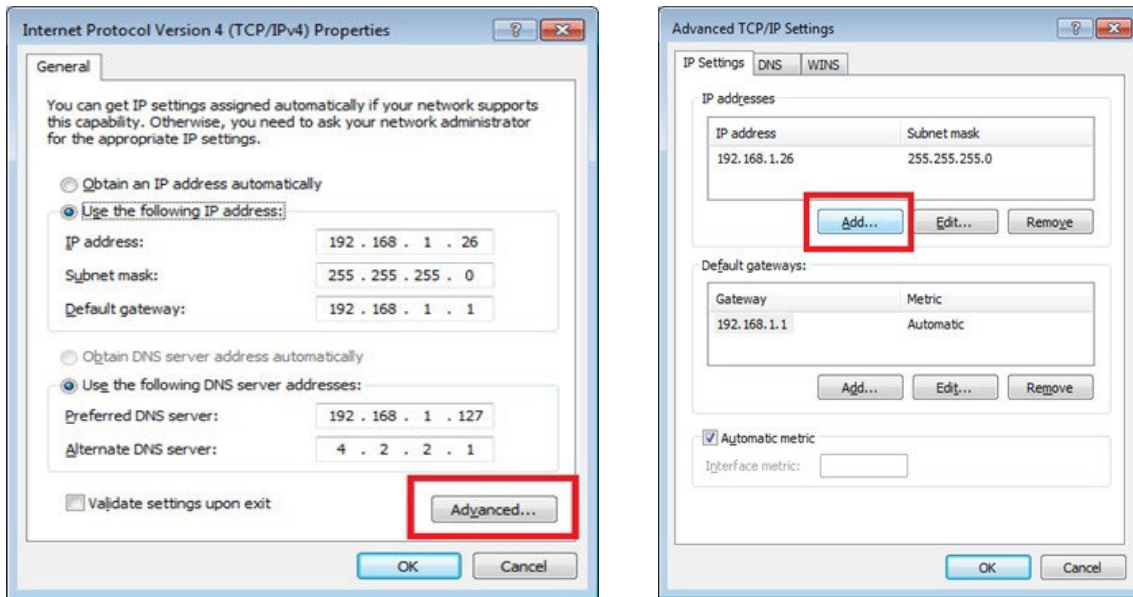 Internet Protocol Version 4 (TCP/IPv4) Properties
General
You can get IP settings assigned automatically if your network supports
this capability. Otherwise, you need to ask your network administrator
for the appropriate IP settings.
Obtain an IP address automatically
Use the following IP address:
IP address: 192 . 168 . 1 . 26
Subnet mask: 255 . 255 . 255 . 0
Default gateway: 192 . 168 . 1 . 1
Obtain DNS server address automatically
Use the following DNS server addresses:
Preferred DNS server: 192 . 168 . 1 . 127
Alternate DNS server: 4 . 2 . 2 . 1
Validate settings upon exit
Advanced...
OK Cancel
Advanced TCP/IP Settings
IP Settings DNS WINS
IP addresses
IP address Subnet mask
192.168.1.26 255.255.255.0
Add... Edit... Remove
Default gateways:
Gateway Metric
192.168.1.1 Automatic
Add... Edit... Remove
Automatic metric
Interface metric:
OK Cancel